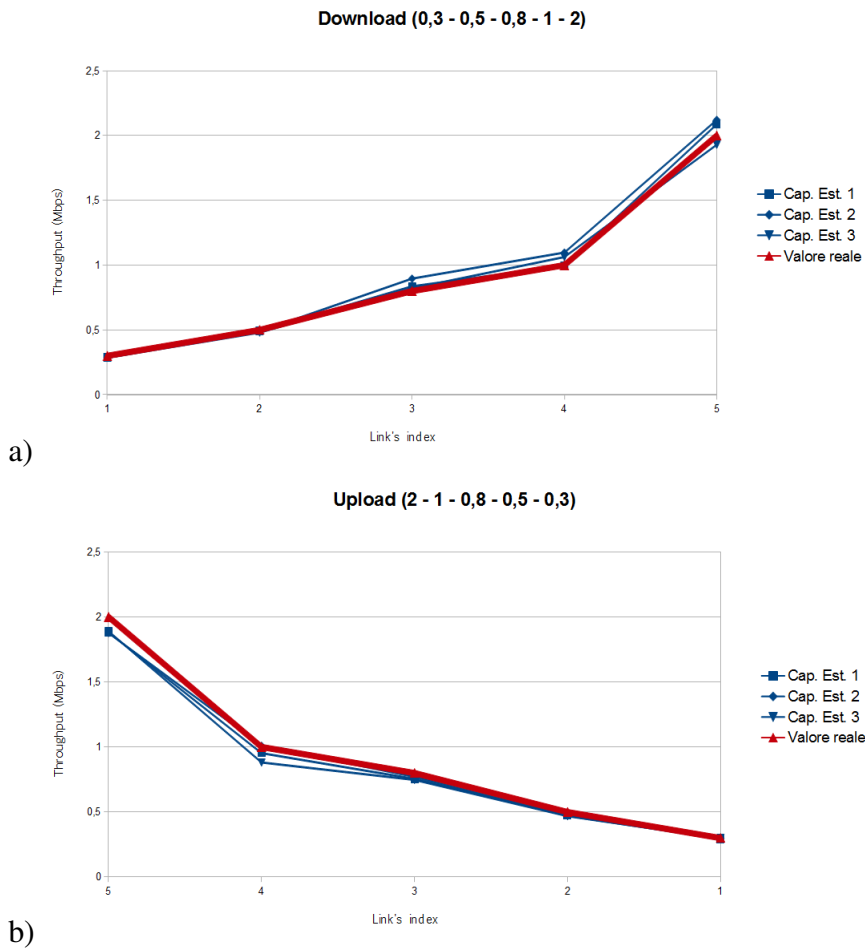 Download (0,3 - 0,5 - 0,8 - 1 - 2)
2,5
2
1,5
1
0,5
0
Throughput (Mbps)
1 2 3 4 5
Link's index
Cap. Est. 1
Cap. Est. 2
Cap. Est. 3
Valore reale
a)
Upload (2 - 1 - 0,8 - 0,5 - 0,3)
2,5
2
1,5
1
0,5
0
Throughput (Mbps)
5 4 3 2 1
Link's index
Cap. Est. 1
Cap. Est. 2
Cap. Est. 3
Valore reale
b)